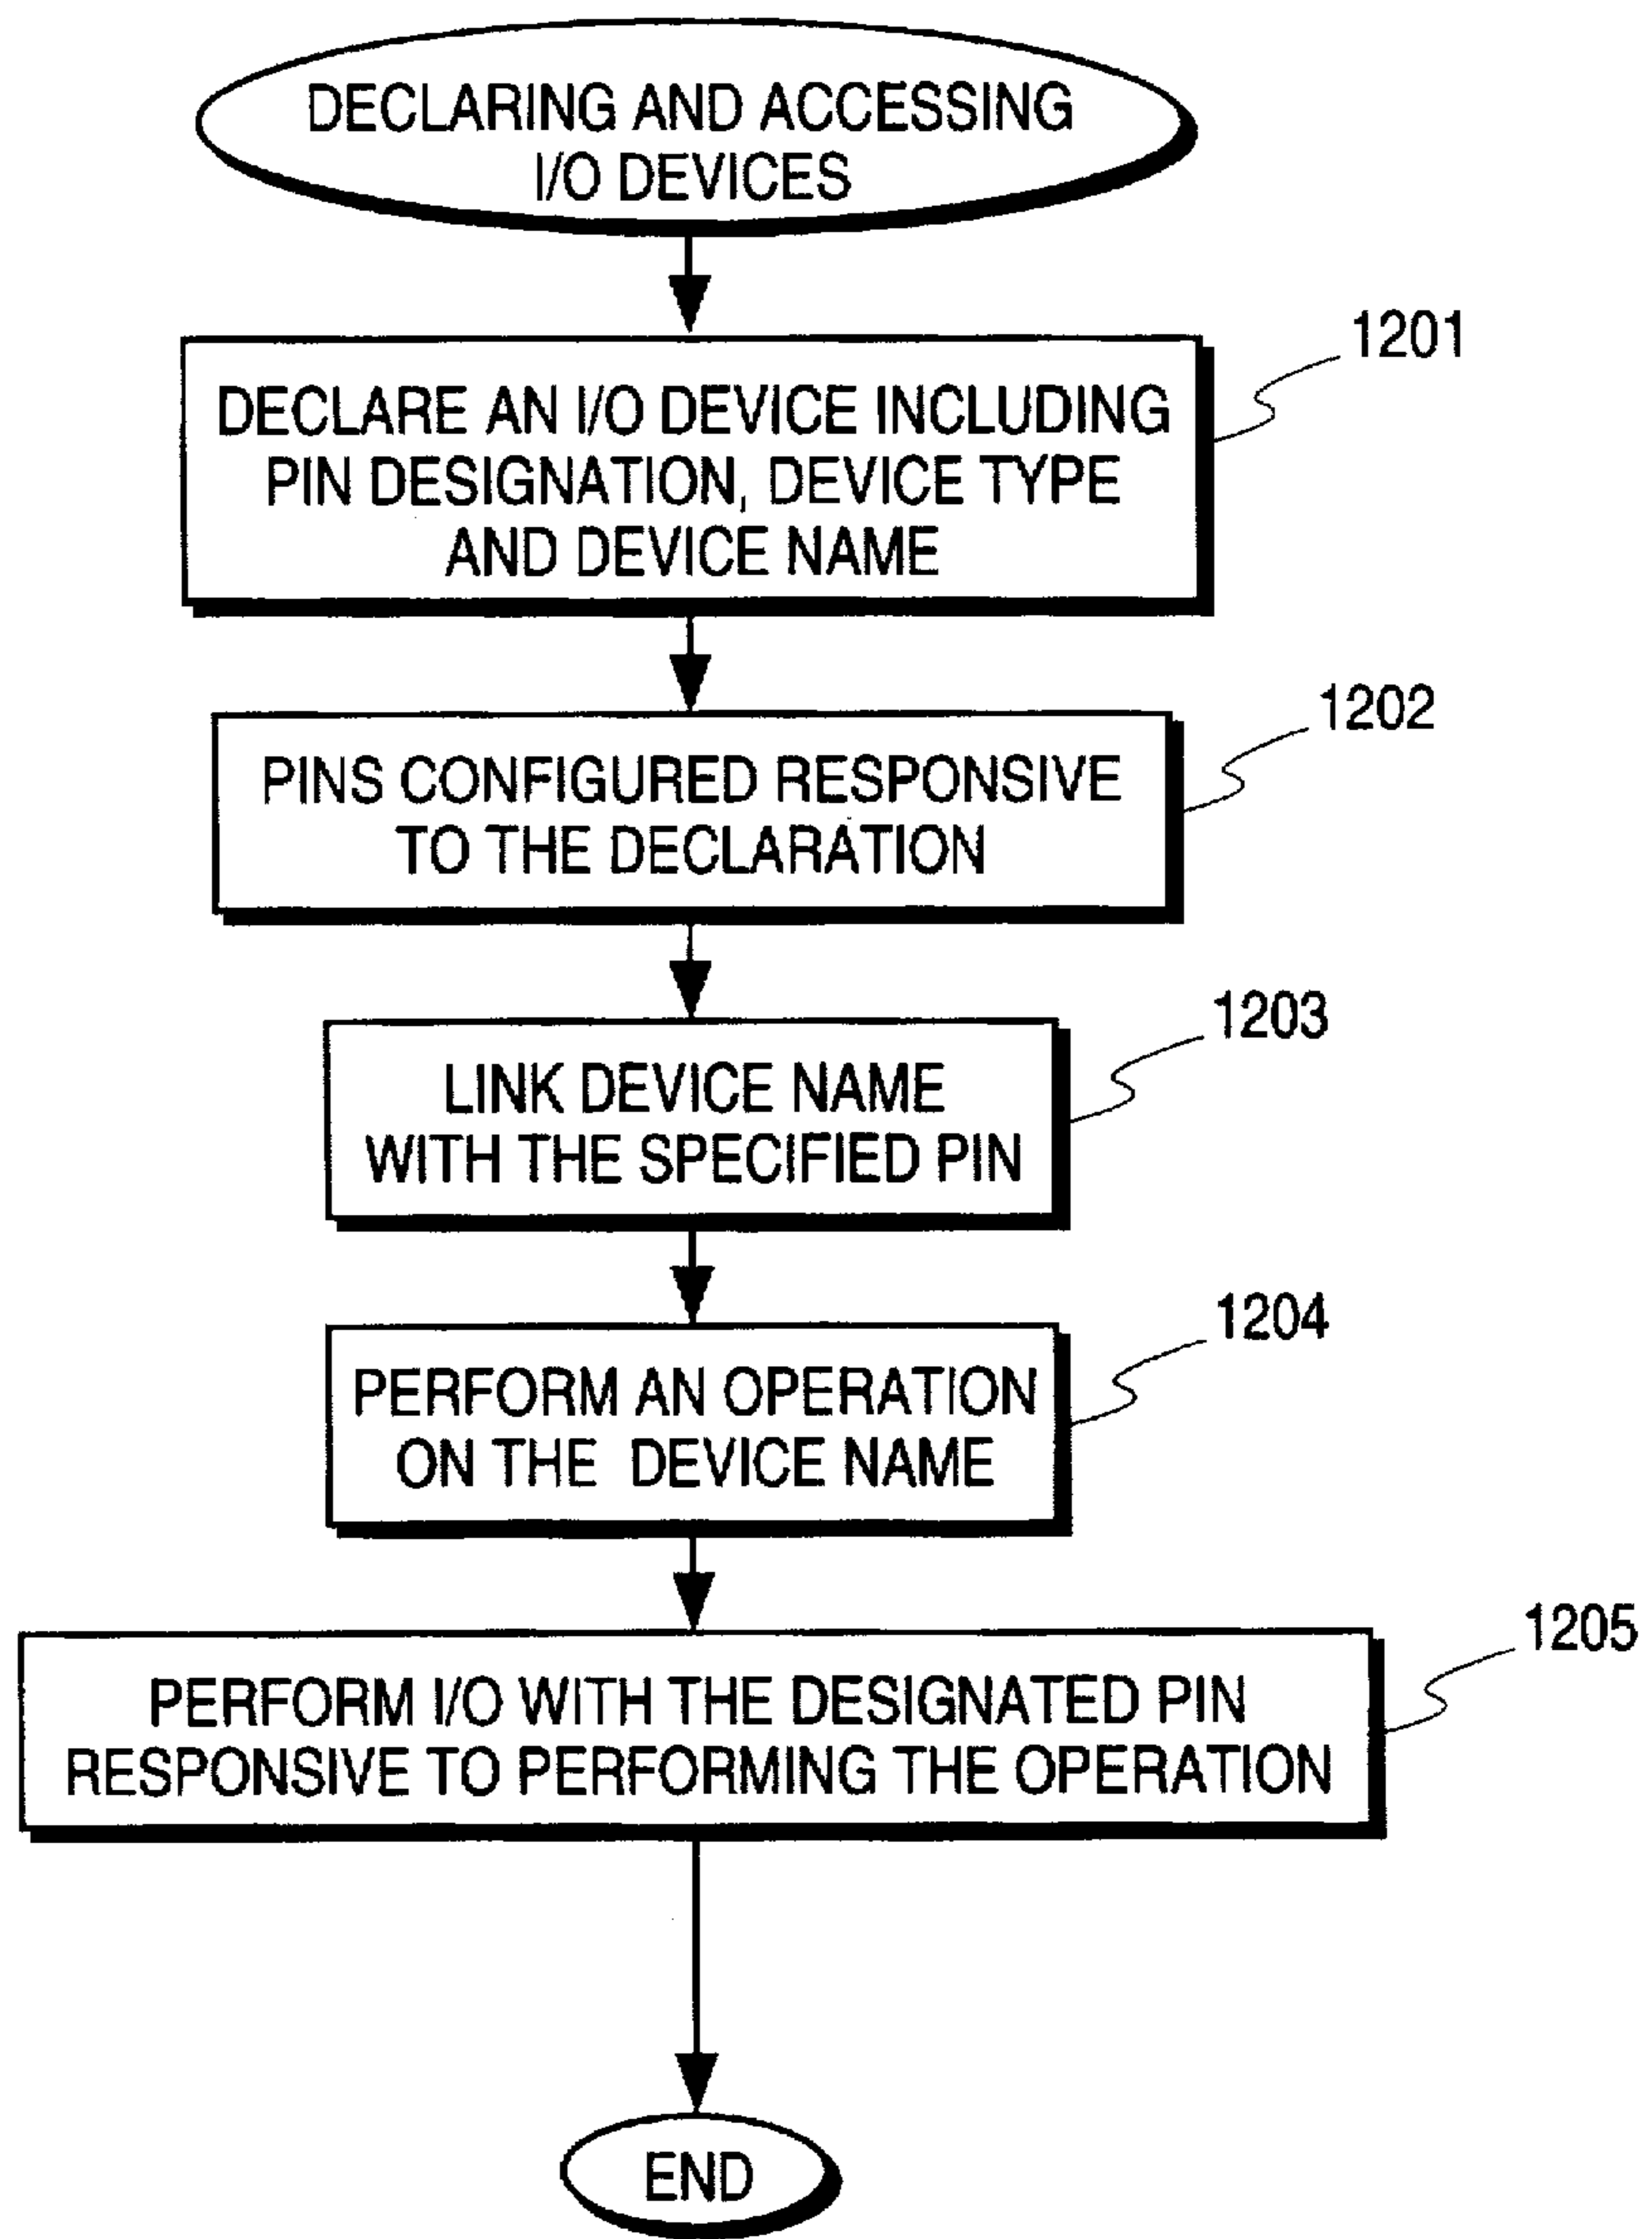 DECLARING AND ACCESSING
I/O DEVICES
1201
DECLARE AN I/O DEVICE INCLUDING
PIN DESIGNATION, DEVICE TYPE
AND DEVICE NAME
1202
PINS CONFIGURED RESPONSIVE
TO THE DECLARATION
1203
LINK DEVICE NAME
WITH THE SPECIFIED PIN
1204
PERFORM AN OPERATION
ON THE DEVICE NAME
1205
PERFORM I/O WITH THE DESIGNATED PIN
RESPONSIVE TO PERFORMING THE OPERATION
END